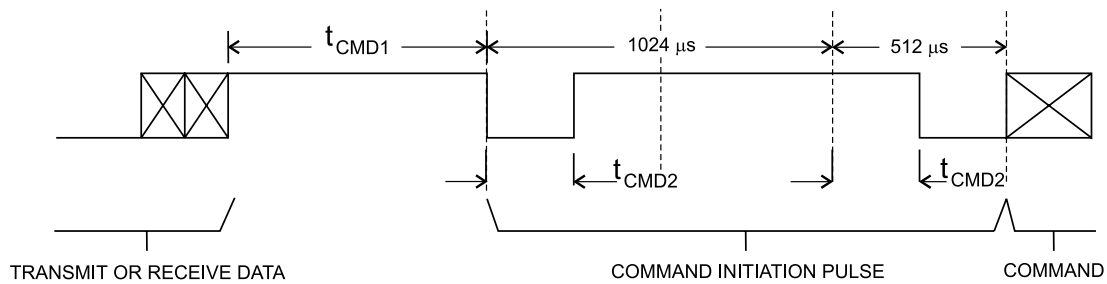 tCMD1
1024 µs
512 µs
tCMD2
tCMD2
TRANSMIT OR RECEIVE DATA
COMMAND INITIATION PULSE
COMMAND